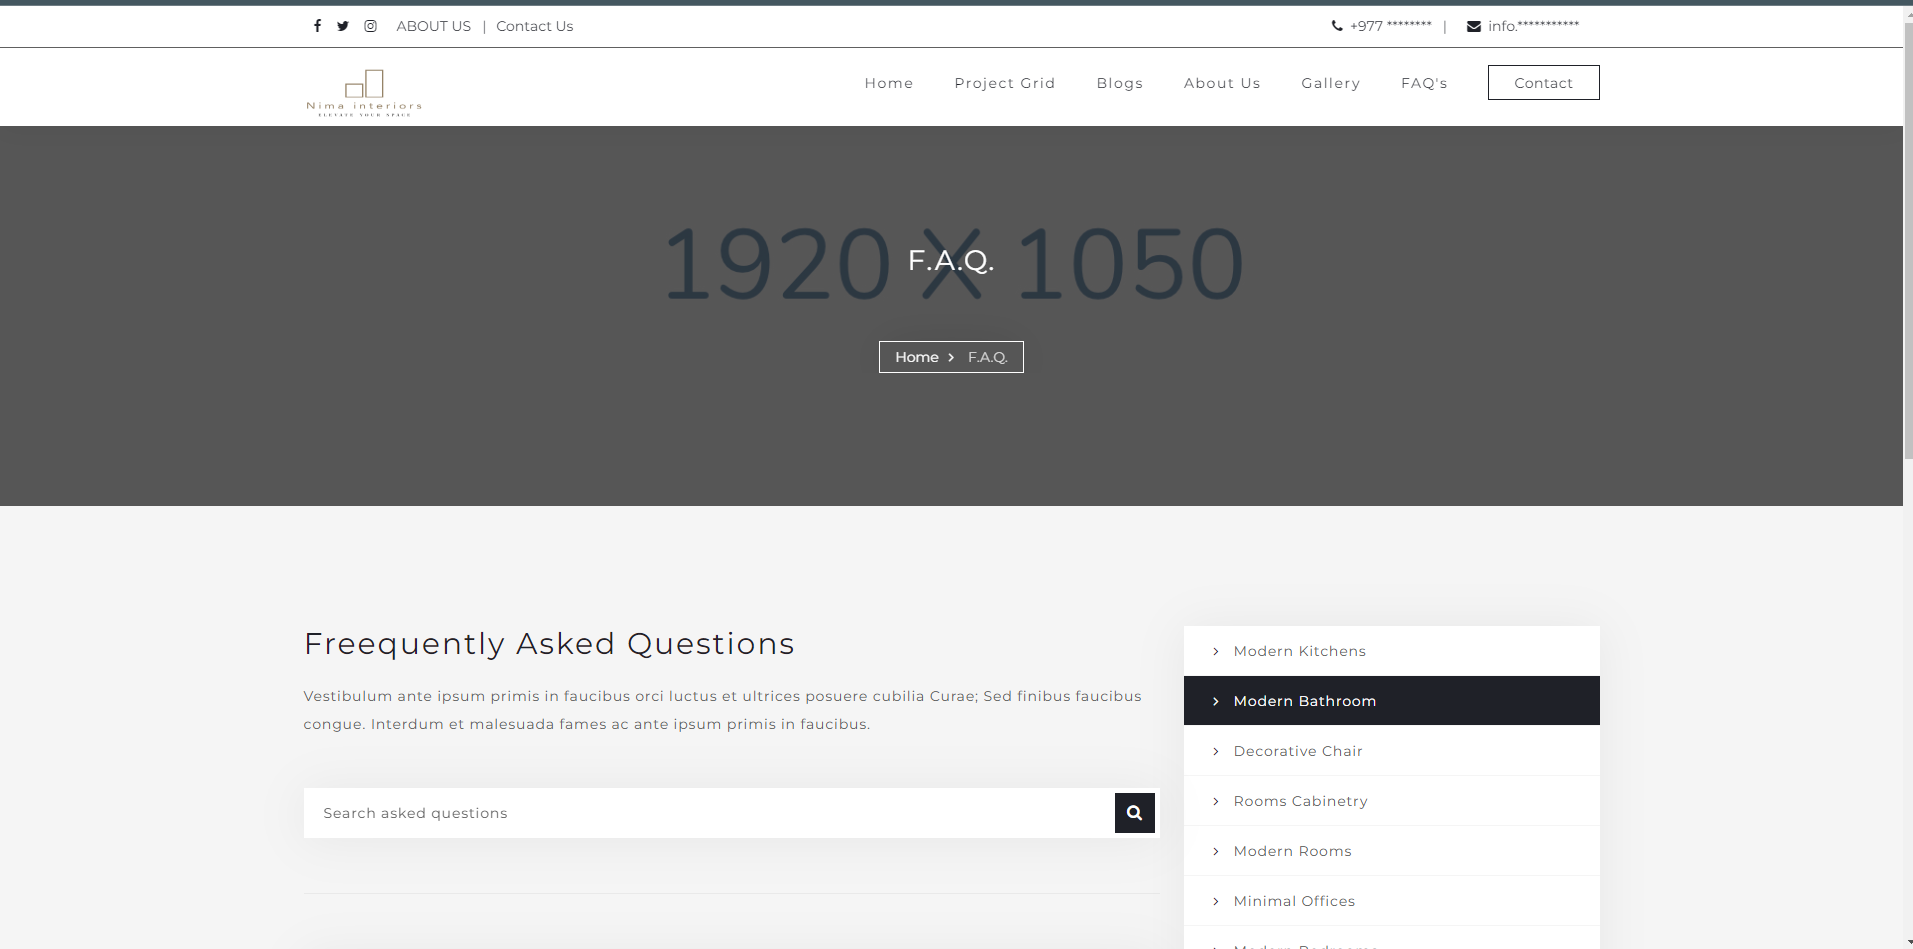 ABOUT US | Contact Us
+977 ******** | info.***********
Nima interiors
ELEVATE YOUR SPACE
Home Project Grid Blogs About Us Gallery FAQ's Contact
1920 X 1050
F.A.Q.
Home > F.A.Q.
Freequently Asked Questions
Vestibulum ante ipsum primis in faucibus orci luctus et ultrices posuere cubilia Curae; Sed finibus faucibus
congue. Interdum et malesuada fames ac ante ipsum primis in faucibus.
Search asked questions
Modern Kitchens
Modern Bathroom
Decorative Chair
Rooms Cabinetry
Modern Rooms
Minimal Offices